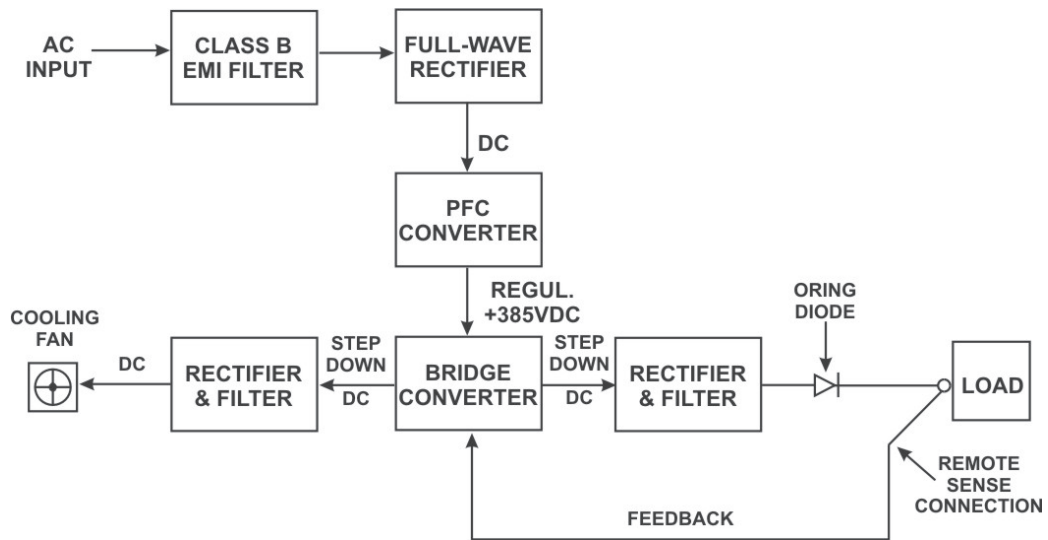 AC
INPUT
CLASS B
EMI FILTER
FULL-WAVE
RECTIFIER
DC
PFC
CONVERTER
REGUL.
+385VDC
ORING
DIODE
COOLING
FAN
DC
RECTIFIER
& FILTER
STEP
DOWN
DC
BRIDGE
CONVERTER
STEP
DOWN
DC
RECTIFIER
& FILTER
LOAD
REMOTE
SENSE
CONNECTION
FEEDBACK